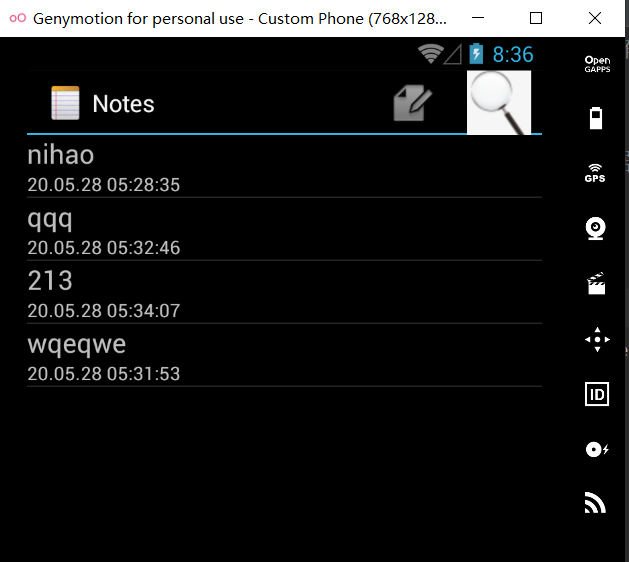 Genymotion for personal use - Custom Phone (768x128...
8:36
Open
GAPPS
Notes
nihao
20.05.28 05:28:35
GPS
qqq
20.05.28 05:32:46
213
20.05.28 05:34:07
wqeqwe
20.05.28 05:31:53
ID